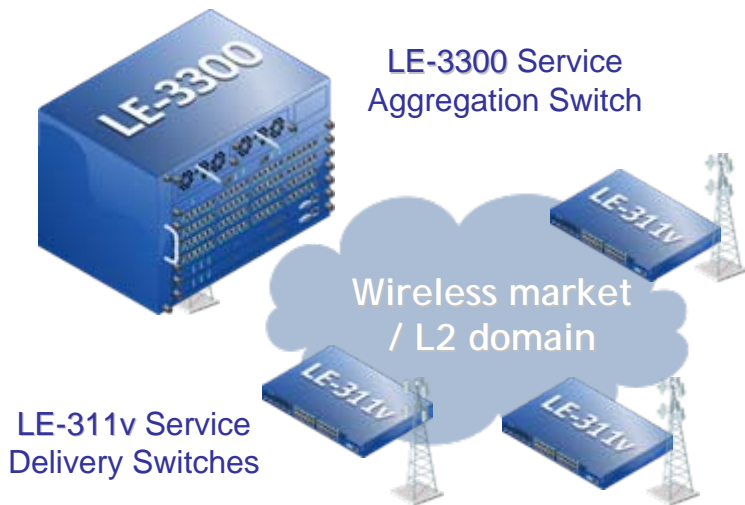 LE-3300
LE-3300 Service
Aggregation Switch
LE-311v
Wireless market
/ L2 domain
LE-311v
LE-311v
LE-311v Service
Delivery Switches